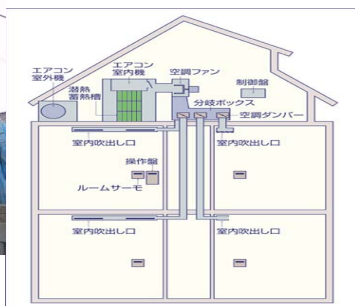 エアコン
室外機
エアコン
室内機
空調ファン
制御盤
潜熱
蓄熱槽
分岐ボックス
空調ダンパー
室内吹出し口
室内吹出し口
操作盤
ルームサーモ
室内吹出し口
室内吹出し口